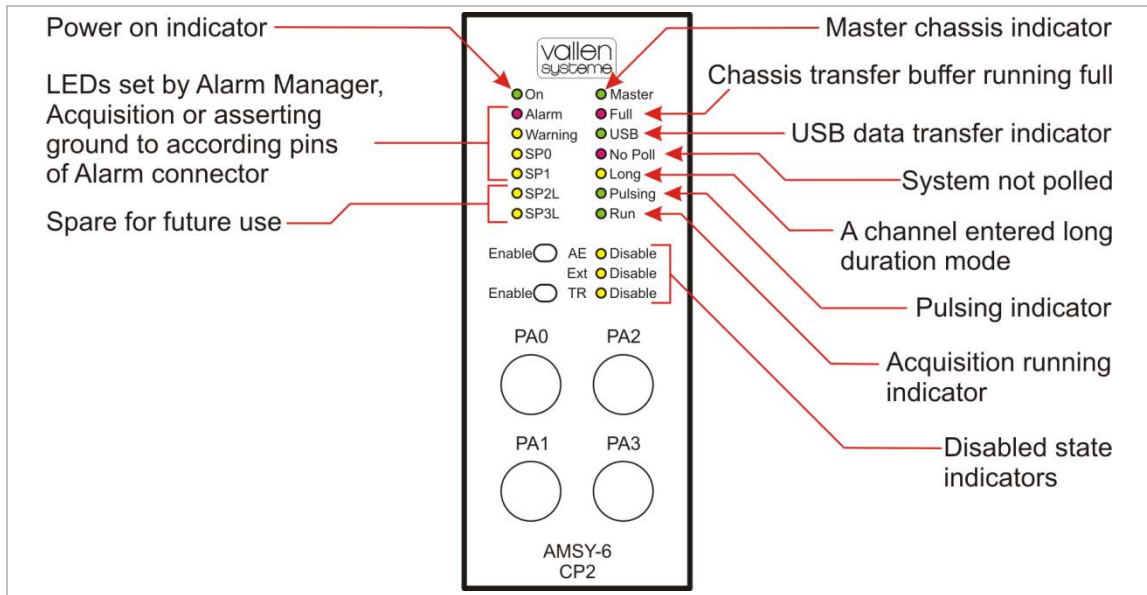 Power on indicator
LEDs set by Alarm Manager,
Acquisition or asserting
ground to according pins
of Alarm connector
Spare for future use
vallen
systeme
On
Alarm
Warning
SP0
SP1
SP2L
SP3L
Master
Full
USB
No Poll
Long
Pulsing
Run
Enable AE Disable
Ext Disable
Enable TR Disable
PA0 PA2
PA1 PA3
AMSY-6
CP2
Master chassis indicator
Chassis transfer buffer running full
USB data transfer indicator
System not polled
A channel entered long
duration mode
Pulsing indicator
Acquisition running
indicator
Disabled state
indicators